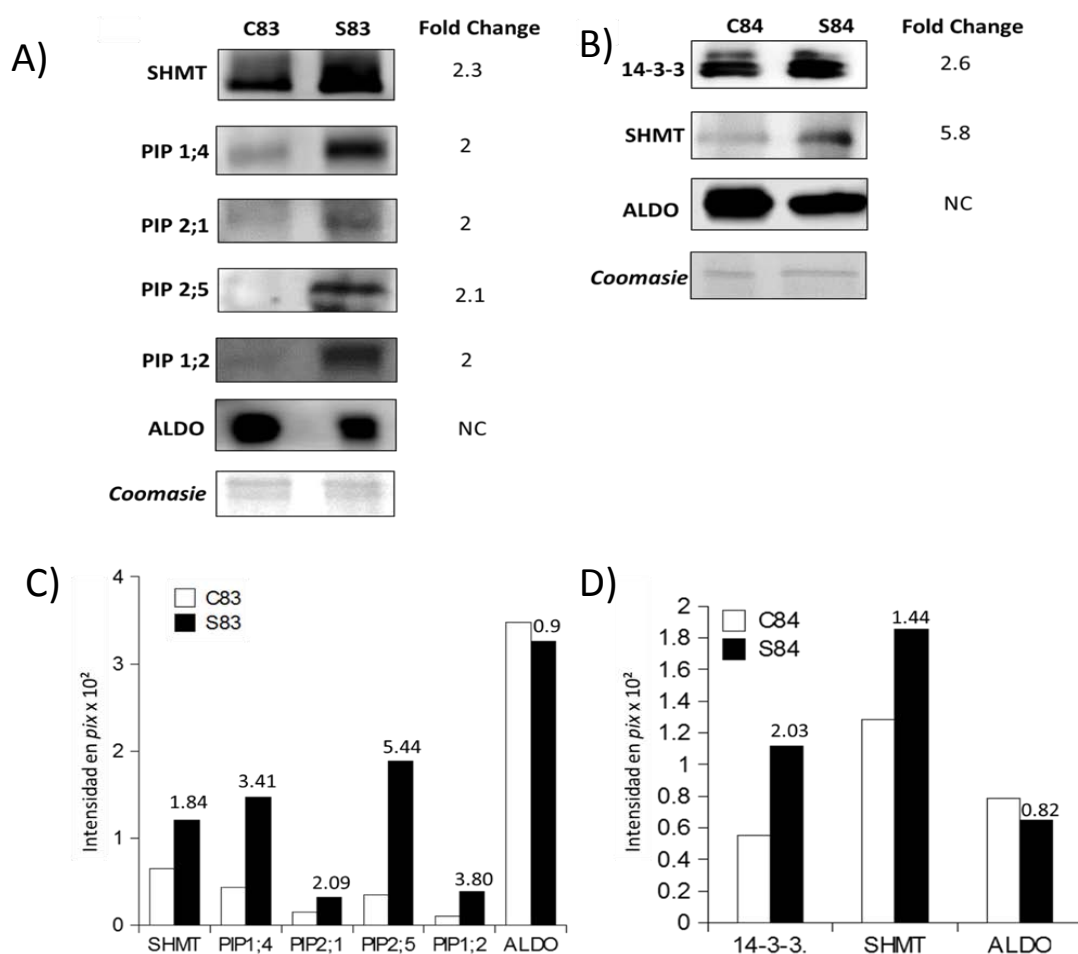 A)
C83 S83 Fold Change
SHMT 2.3
PIP 1;4 2
PIP 2;1 2
PIP 2;5 2.1
PIP 1;2 2
ALDO NC
Coomasie
B)
C84 S84 Fold Change
14-3-3 2.6
SHMT 5.8
ALDO NC
Coomasie
C)
Intensidad en pix x 10²
4
3
2
1
0
C83
S83
1.84
3.41
2.09
5.44
3.80
0.9
SHMT PIP1;4 PIP2;1 PIP2;5 PIP1;2 ALDO
D)
Intensidad en pix x 10²
2
1.8
1.6
1.4
1.2
1
0.8
0.6
0.4
0.2
0
C84
S84
2.03
1.44
0.82
14-3-3. SHMT ALDO